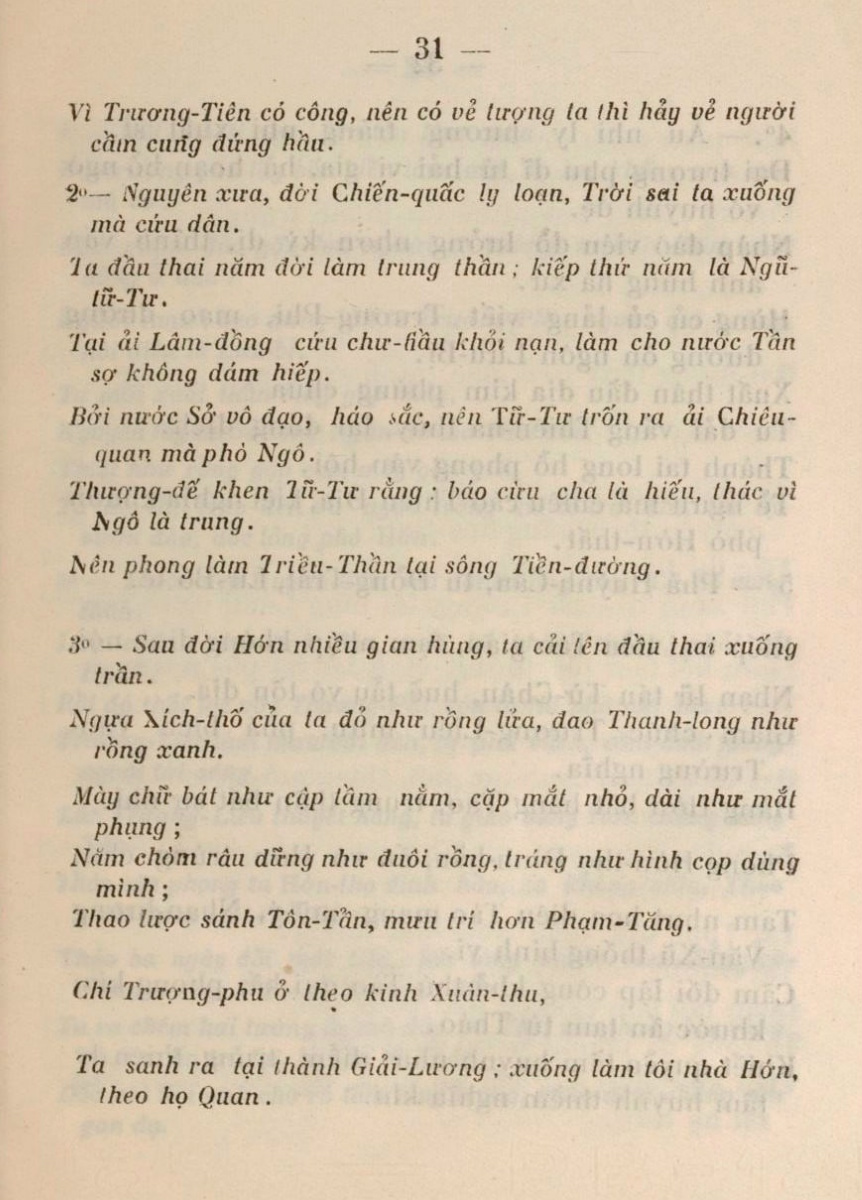 — 31 —
Vì Trương-Tiên có công, nên có vẻ tượng ta thì hảy vẻ người
cầm cung đứng hầu.
2º— Nguyên xưa, đời Chiến-quấc ly loạn, Trời sai ta xuống
mà cứu dân.
Ta đầu thai năm đời làm trung thần ; kiếp thứ năm là Ngũ-
tữ-Tư.
Tại ải Lâm-đồng cứu chư-hầu khỏi nạn, làm cho nước Tần
sợ không dám hiếp.
Bởi nước Sở vô đạo, háo sắc, nên Tữ-Tư trốn ra ải Chiêu-
quan mà phò Ngô.
Thượng-đế khen Tữ-Tư rằng : báo cừu cha là hiếu, thác vì
Ngô là trung.
Nên phong làm Triều-Thần tại sông Tiền-đường.
3º — Sau đời Hớn nhiều gian hùng, ta cải tên đầu thai xuống
trần.
Ngựa Xích-thố của ta đỏ như rồng lửa, đao Thanh-long như
rồng xanh.
Mày chữ bát như cặp tầm nằm, cặp mắt nhỏ, dài như mắt
phụng ;
Năm chòm râu dững như đuôi rồng, tráng như hình cọp dùng
mình ;
Thao lược sánh Tôn-Tẩn, mưu trí hơn Phạm-Tăng.
Chí Trượng-phu ở theo kinh Xuân-thu,
Ta sanh ra tại thành Giải-Lương ; xuống làm tôi nhà Hớn,
theo họ Quan.